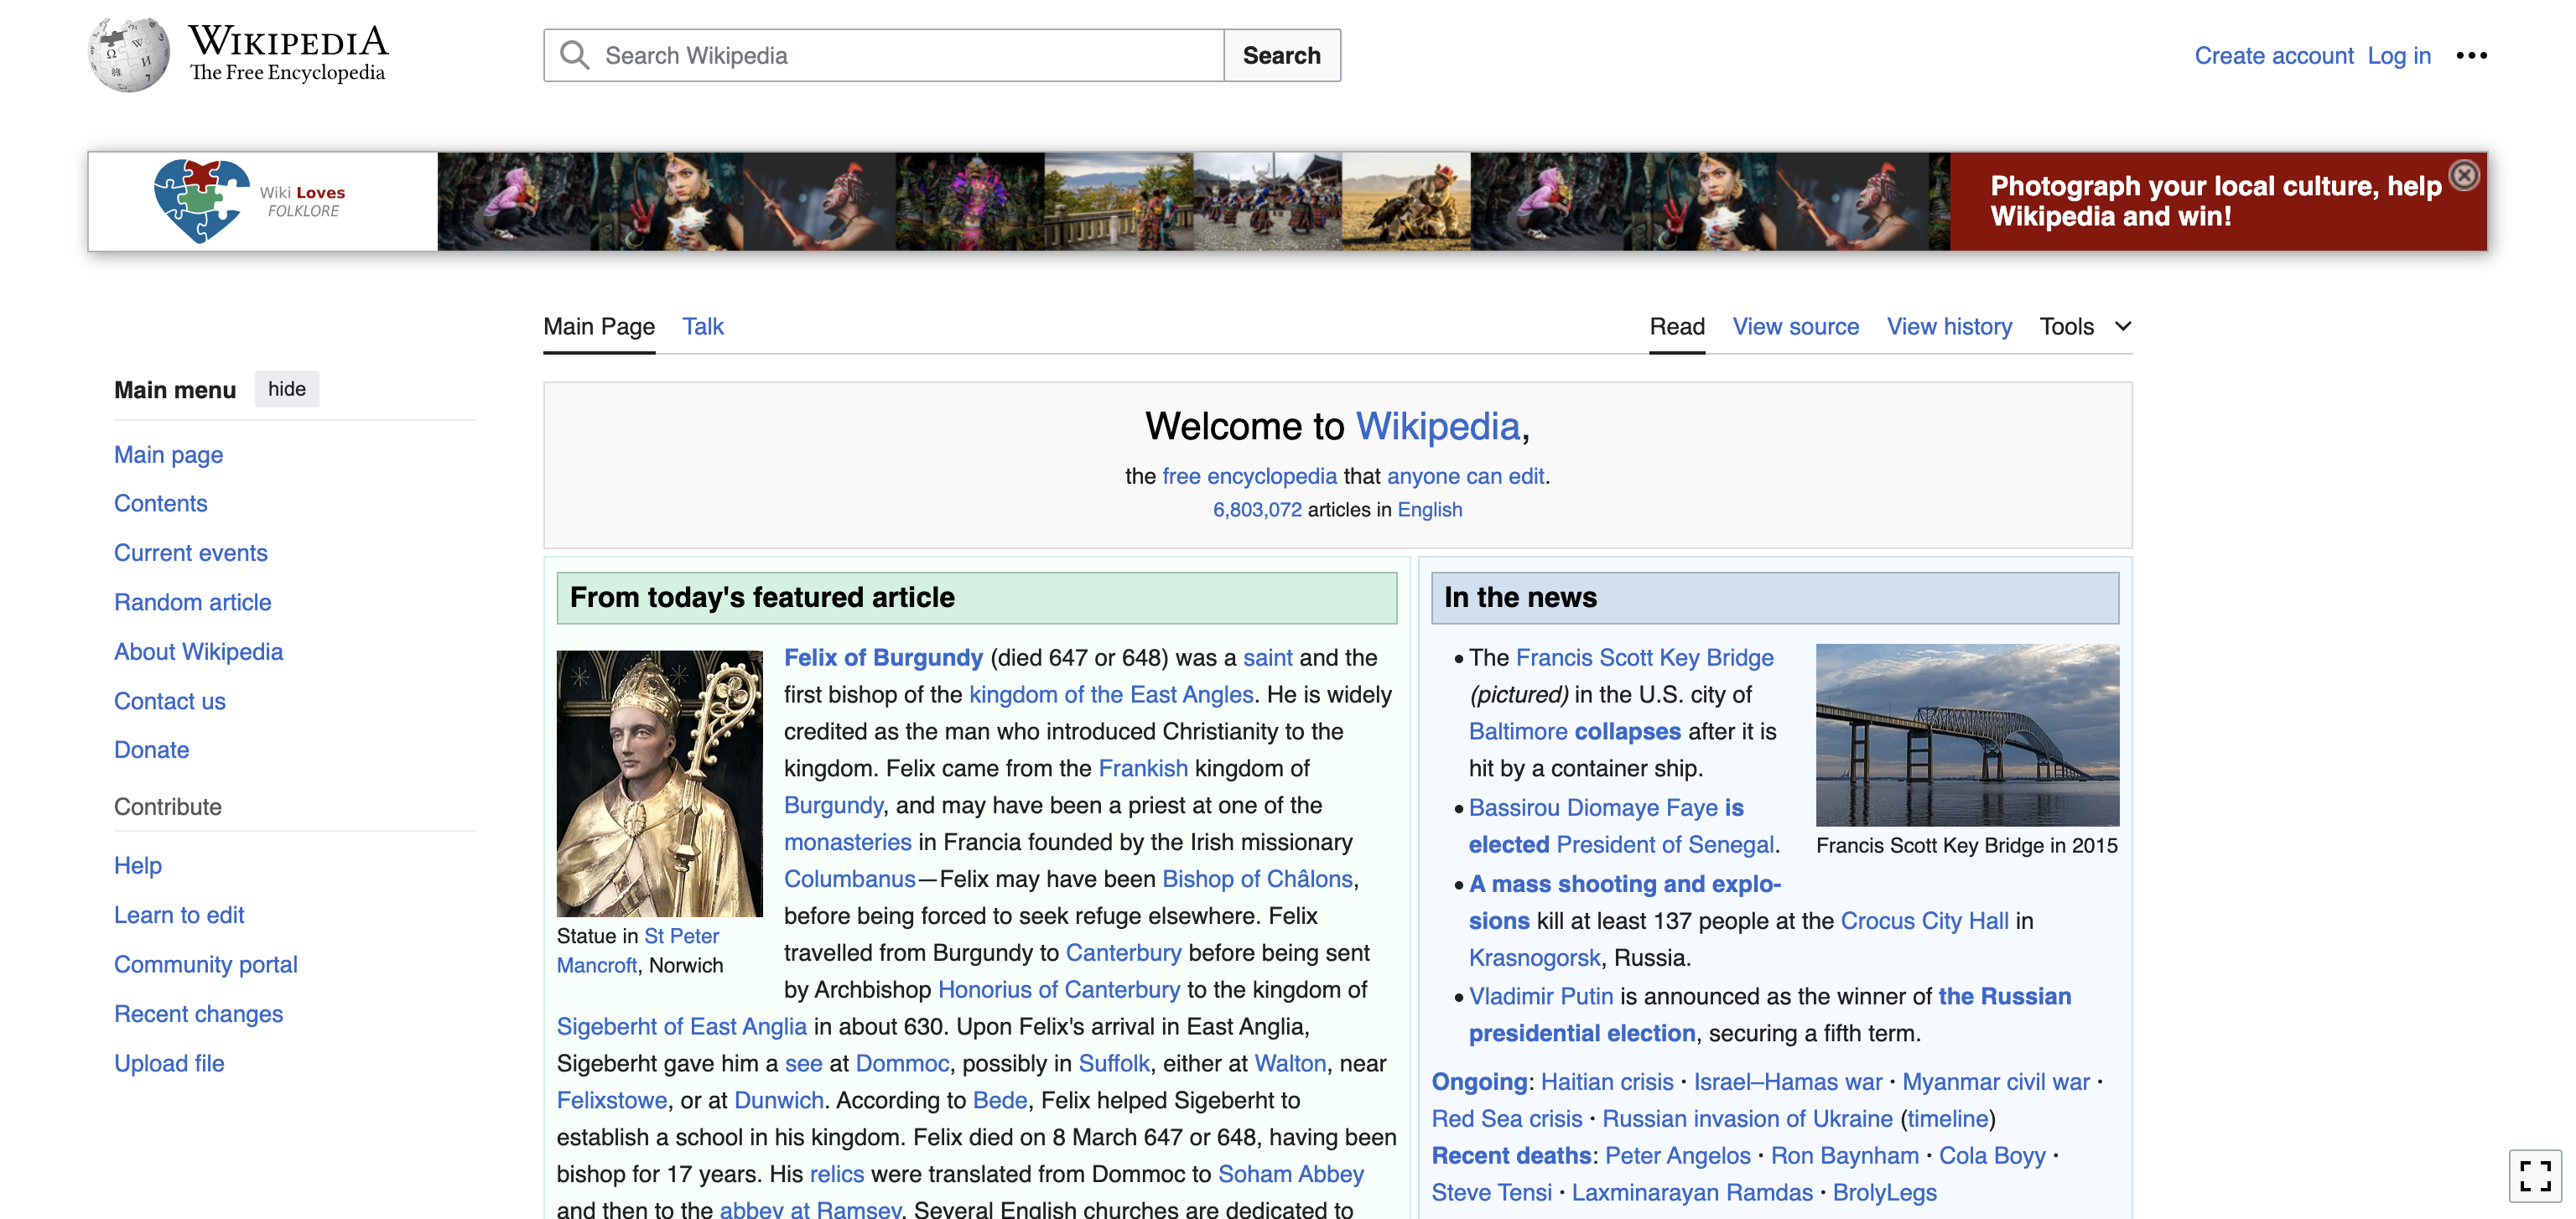 WIKIPEDIA
The Free Encyclopedia
Search Wikipedia
Search
Create account Log in
Wiki Loves
FOLKLORE
Photograph your local culture, help
Wikipedia and win!
Main Page Talk
Read View source View history Tools
Main menu hide
Main page
Contents
Current events
Random article
About Wikipedia
Contact us
Donate
Contribute
Help
Learn to edit
Community portal
Recent changes
Upload file
Welcome to Wikipedia,
the free encyclopedia that anyone can edit.
6,803,072 articles in English
From today's featured article
Statue in St Peter
Mancroft, Norwich
Felix of Burgundy (died 647 or 648) was a saint and the
first bishop of the kingdom of the East Angles. He is widely
credited as the man who introduced Christianity to the
kingdom. Felix came from the Frankish kingdom of
Burgundy, and may have been a priest at one of the
monasteries in Francia founded by the Irish missionary
Columbanus—Felix may have been Bishop of Châlons,
before being forced to seek refuge elsewhere. Felix
travelled from Burgundy to Canterbury before being sent
by Archbishop Honorius of Canterbury to the kingdom of
Sigeberht of East Anglia in about 630. Upon Felix's arrival in East Anglia,
Sigeberht gave him a see at Dommoc, possibly in Suffolk, either at Walton, near
Felixstowe, or at Dunwich. According to Bede, Felix helped Sigeberht to
establish a school in his kingdom. Felix died on 8 March 647 or 648, having been
bishop for 17 years. His relics were translated from Dommoc to Soham Abbey
and then to the abbey at Ramsey. Several English churches are dedicated to
In the news
• The Francis Scott Key Bridge
(pictured) in the U.S. city of
Baltimore collapses after it is
hit by a container ship.
• Bassirou Diomaye Faye is
elected President of Senegal.
Francis Scott Key Bridge in 2015
• A mass shooting and explo-
sions kill at least 137 people at the Crocus City Hall in
Krasnogorsk, Russia.
• Vladimir Putin is announced as the winner of the Russian
presidential election, securing a fifth term.
Ongoing: Haitian crisis · Israel–Hamas war · Myanmar civil war ·
Red Sea crisis · Russian invasion of Ukraine (timeline)
Recent deaths: Peter Angelos · Ron Baynham · Cola Boyy ·
Steve Tensi · Laxminarayan Ramdas · BrolyLegs